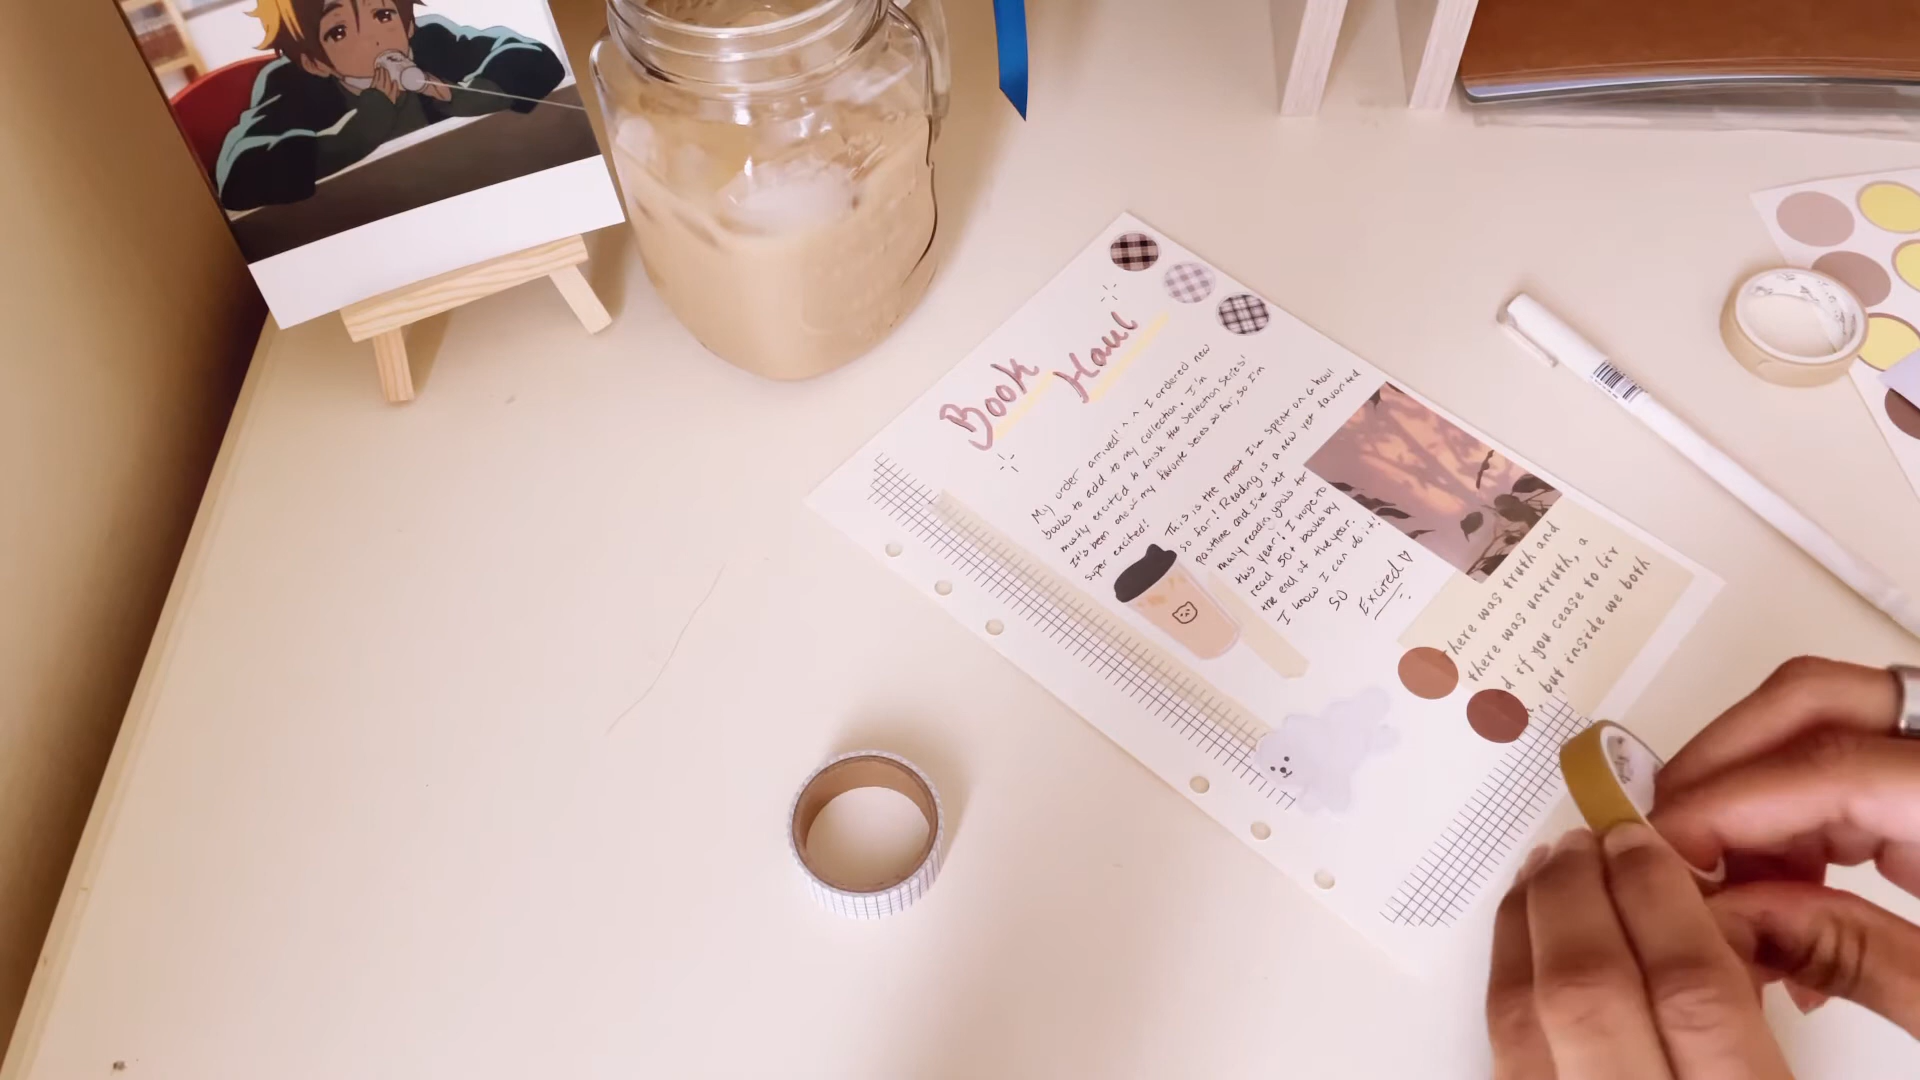 Book Haul
My order arrived! ^ ^ I ordered new
books to add to my collection. I'm
mostly excited to finish the Selection series!
It's been one of my favorite series so far, so I'm
super excited!
This is the most I've spent on a haul
so far! Reading is a new yet favorited
pasttime and I've set
many reading goals for
this year! I hope to
read 50+ books by
the end of the year.
I know I can do it!
SO
Excited ♡
here was truth and
there was untruth, a
d if you cease to liv
, but inside we both